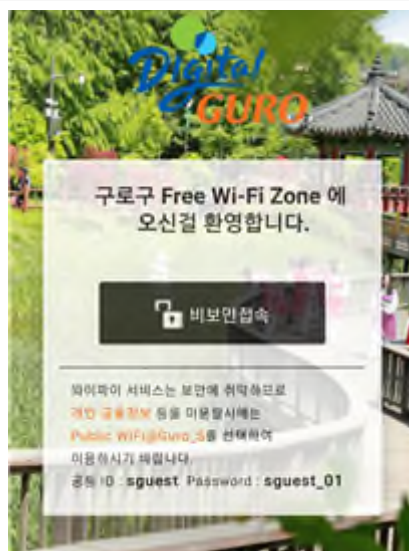 Digital
GURO
구로구 Free Wi-Fi Zone 에
오신걸 환영합니다.
비보안접속
와이파이 서비스는 보안에 취약하므로
개인 금융정보 등을 이용할시에는
Public WiFi@Guro_S를 선택하여
이용하시기 바랍니다.
공통 ID : sguest Password : sguest_01